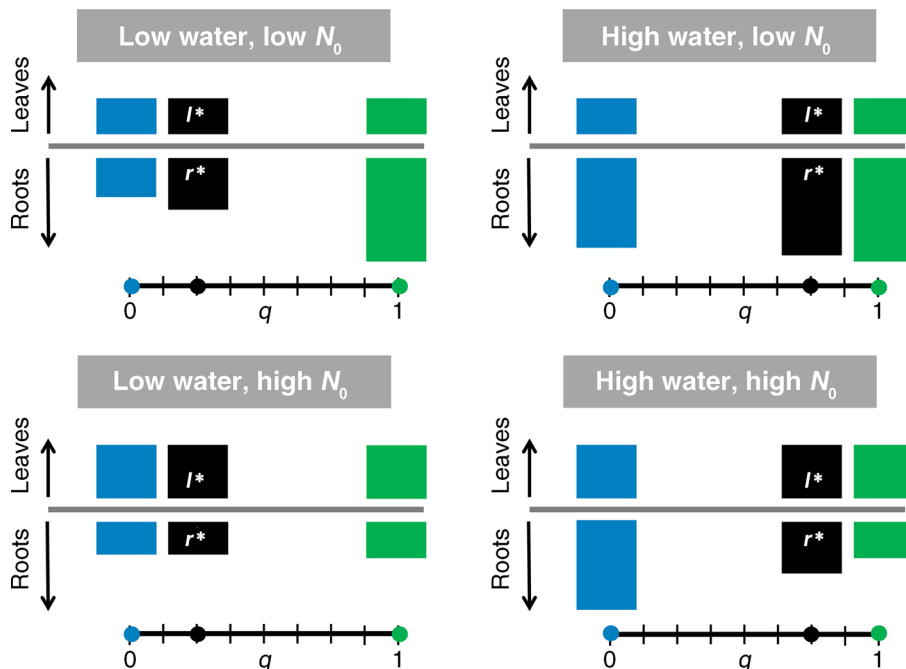 Low water, low N₀
Leaves
l*
Roots
r*
0 q 1
High water, low N₀
Leaves
l*
Roots
r*
0 q 1
Low water, high N₀
Leaves
l*
Roots
r*
0 q 1
High water, high N₀
Leaves
l*
Roots
r*
0 q 1